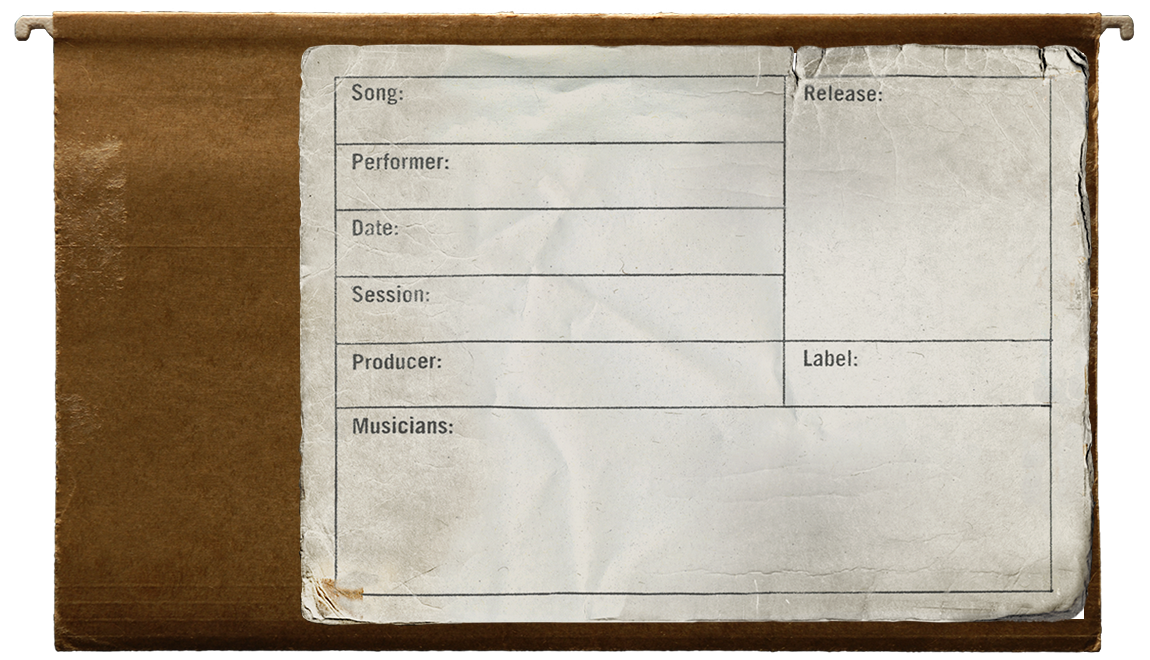 Song:
Release:
Performer:
Date:
Session:
Producer:
Label:
Musicians: